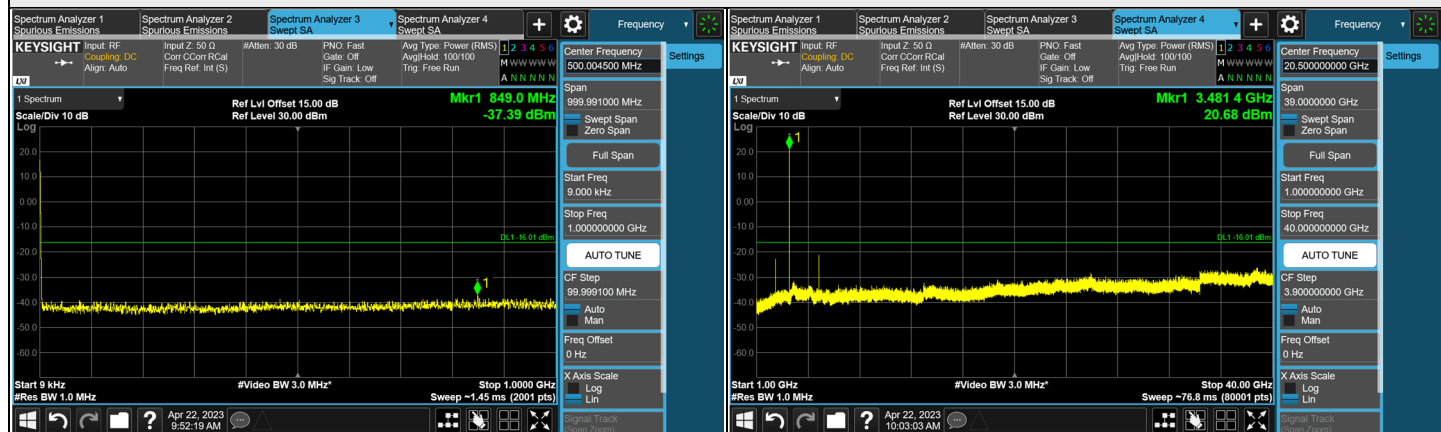 Spectrum Analyzer 1
Spurious Emissions
Spectrum Analyzer 2
Spurious Emissions
Spectrum Analyzer 3
Swept SA
Spectrum Analyzer 4
Swept SA
+
Frequency
KEYSIGHT
LXI
Input: RF
Coupling: DC
Align: Auto
Input Z: 50 Ω
Corr CCorr RCal
Freq Ref: Int (S)
#Atten: 30 dB
PNO: Fast
Gate: Off
IF Gain: Low
Sig Track: Off
Avg Type: Power (RMS)
Avg|Hold: 100/100
Trig: Free Run
1 2 3 4 5 6
M W W W W W
A N N N N N
1 Spectrum
Scale/Div 10 dB
Log
Ref Lvl Offset 15.00 dB
Ref Level 30.00 dBm
Mkr1 849.0 MHz
-37.39 dBm
20.0
10.0
0.00
-10.0
-20.0
-30.0
-40.0
-50.0
-60.0
1
DL1 -16.01 dBm
Start 9 kHz
#Res BW 1.0 MHz
#Video BW 3.0 MHz*
Stop 1.0000 GHz
Sweep ~1.45 ms (2001 pts)
Center Frequency
500.004500 MHz
Settings
Span
999.991000 MHz
Swept Span
Zero Span
Full Span
Start Freq
9.000 kHz
Stop Freq
1.000000000 GHz
AUTO TUNE
CF Step
99.999100 MHz
Auto
Man
Freq Offset
0 Hz
X Axis Scale
Log
Lin
Signal Track
(Span Zoom)
?
Apr 22, 2023
9:52:19 AM
Spectrum Analyzer 1
Spurious Emissions
Spectrum Analyzer 2
Spurious Emissions
Spectrum Analyzer 3
Swept SA
Spectrum Analyzer 4
Swept SA
+
Frequency
KEYSIGHT
LXI
Input: RF
Coupling: DC
Align: Auto
Input Z: 50 Ω
Corr CCorr RCal
Freq Ref: Int (S)
#Atten: 30 dB
PNO: Fast
Gate: Off
IF Gain: Low
Sig Track: Off
Avg Type: Power (RMS)
Avg|Hold: 100/100
Trig: Free Run
1 2 3 4 5 6
M W W W W W
A N N N N N
1 Spectrum
Scale/Div 10 dB
Log
Ref Lvl Offset 15.00 dB
Ref Level 30.00 dBm
Mkr1 3.481 4 GHz
20.68 dBm
20.0
10.0
0.00
-10.0
-20.0
-30.0
-40.0
-50.0
-60.0
1
DL1 -16.01 dBm
Start 1.00 GHz
#Res BW 1.0 MHz
#Video BW 3.0 MHz*
Stop 40.00 GHz
Sweep ~76.8 ms (80001 pts)
Center Frequency
20.500000000 GHz
Settings
Span
39.0000000 GHz
Swept Span
Zero Span
Full Span
Start Freq
1.000000000 GHz
Stop Freq
40.000000000 GHz
AUTO TUNE
CF Step
3.900000000 GHz
Auto
Man
Freq Offset
0 Hz
X Axis Scale
Log
Lin
Signal Track
(Span Zoom)
?
Apr 22, 2023
10:03:03 AM